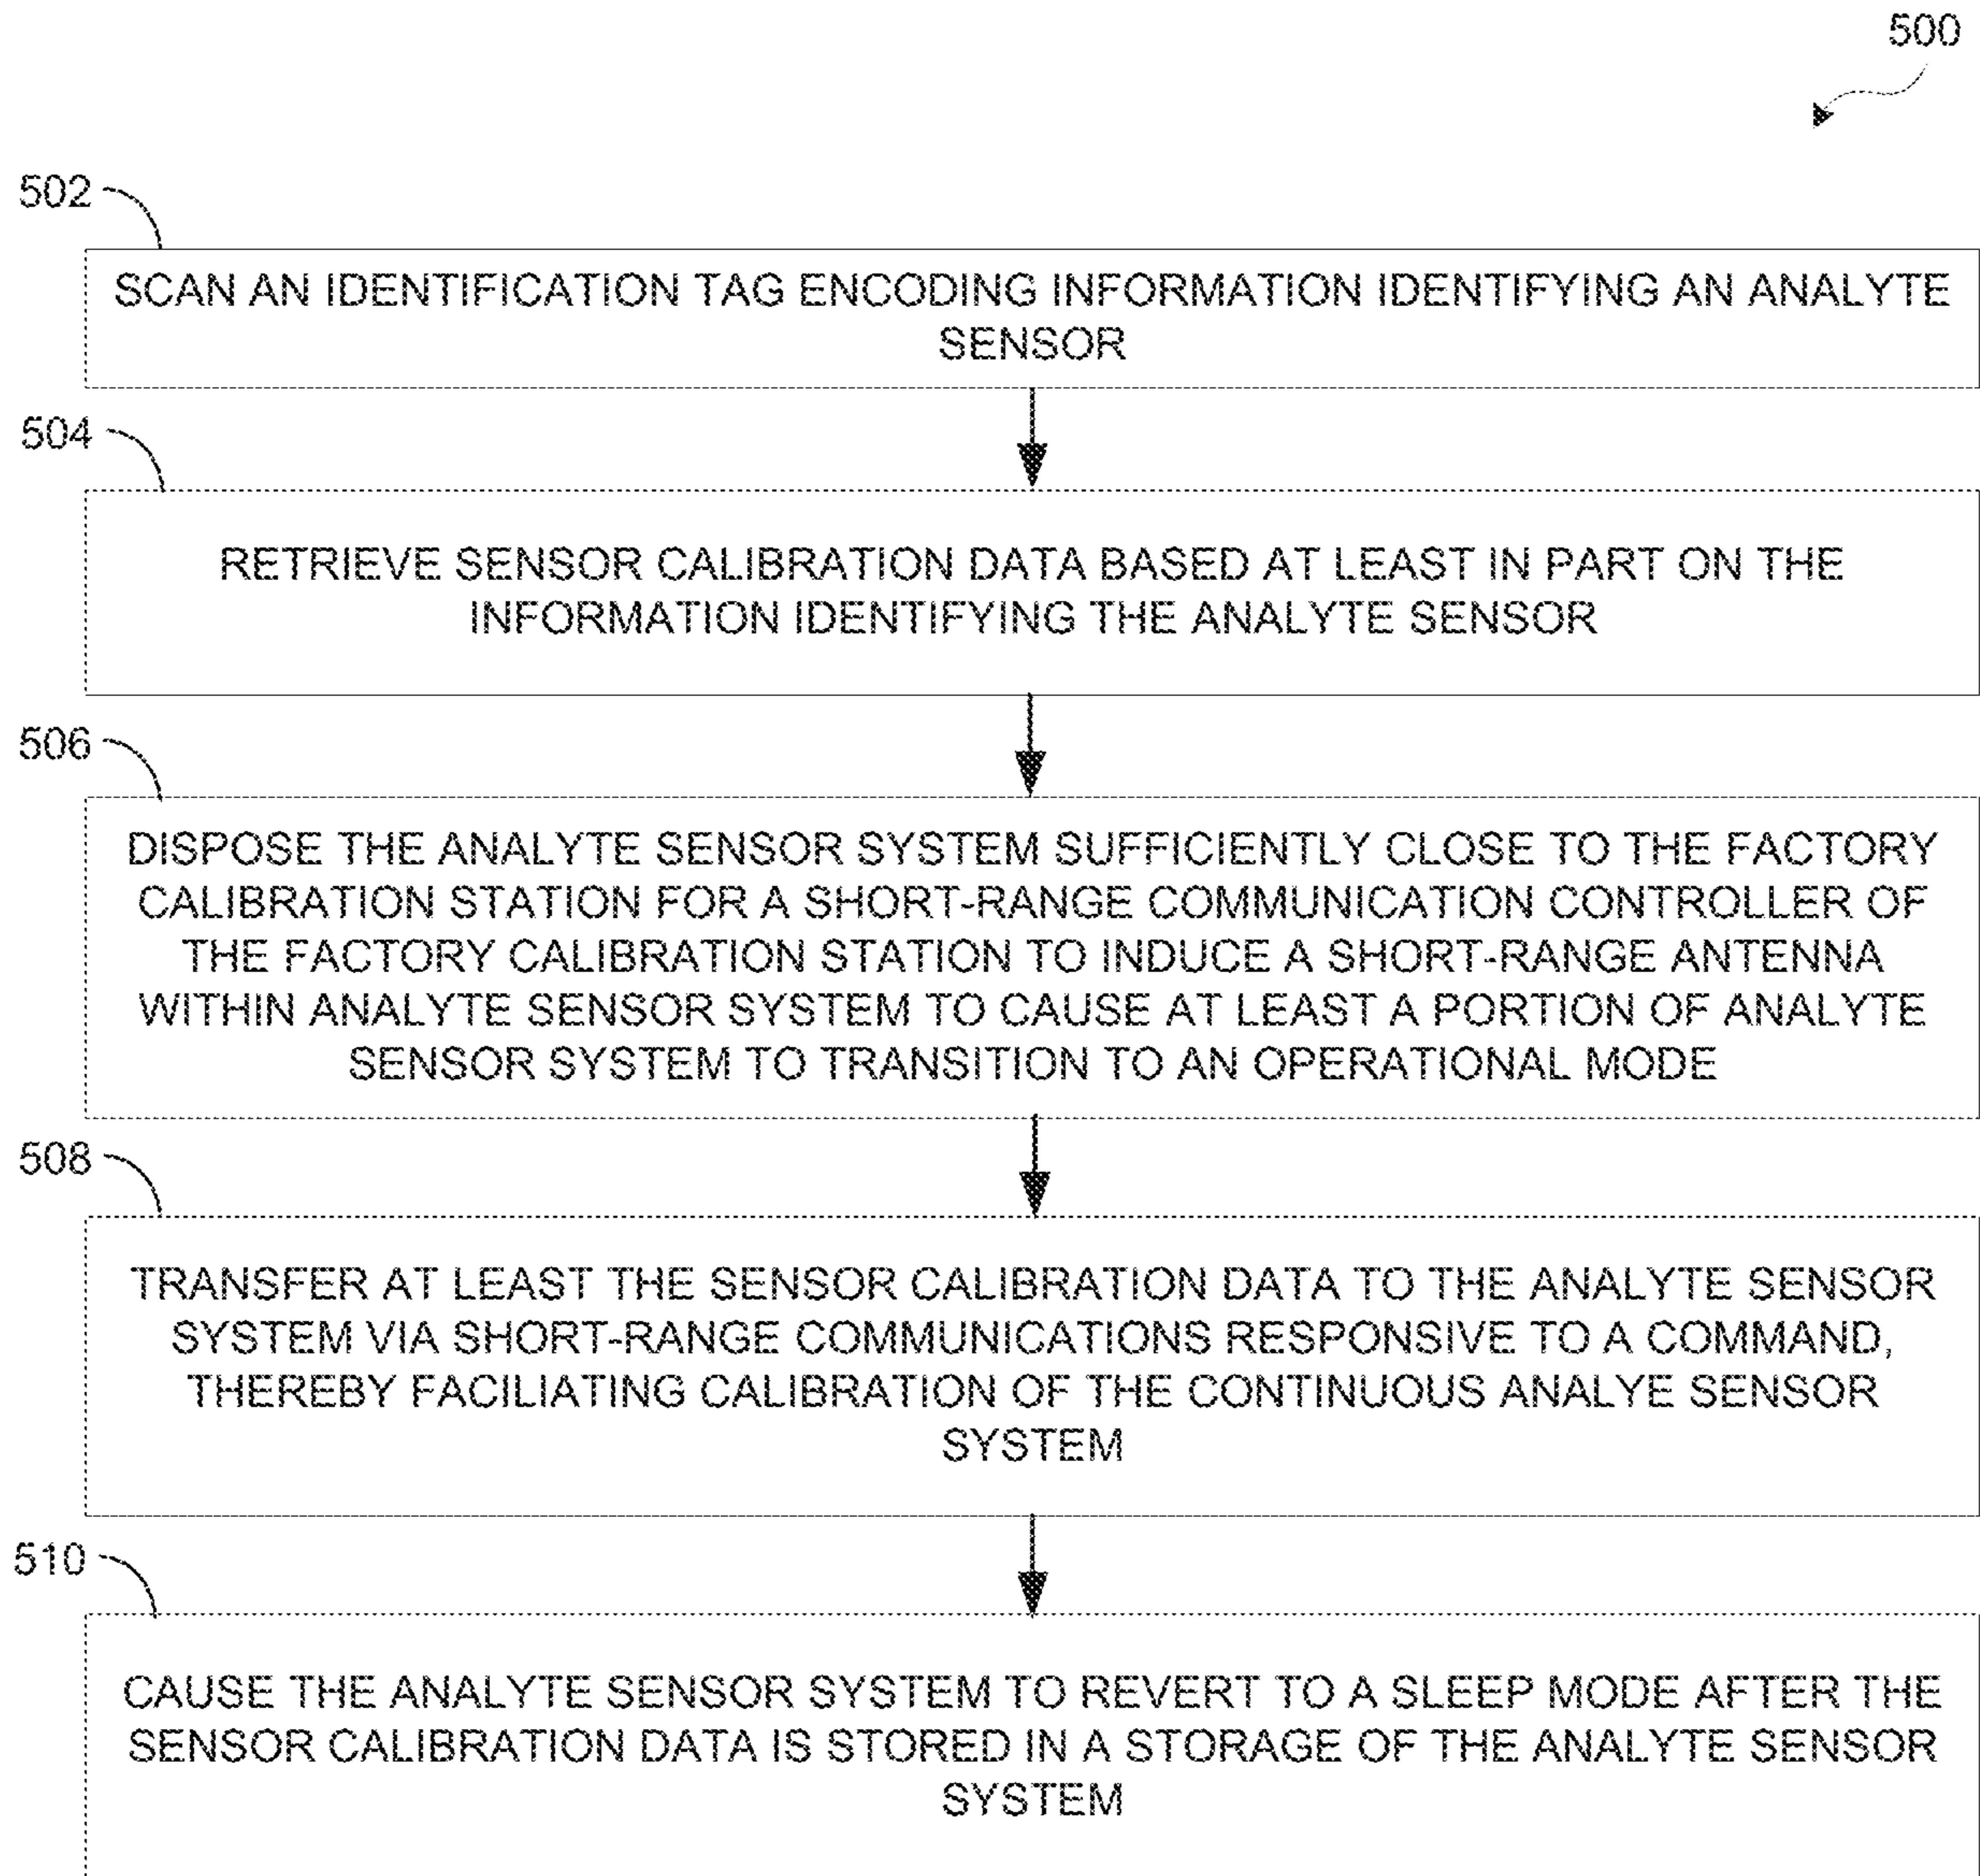 500
502
SCAN AN IDENTIFICATION TAG ENCODING INFORMATION IDENTIFYING AN ANALYTE
SENSOR
504
RETRIEVE SENSOR CALIBRATION DATA BASED AT LEAST IN PART ON THE
INFORMATION IDENTIFYING THE ANALYTE SENSOR
506
DISPOSE THE ANALYTE SENSOR SYSTEM SUFFICIENTLY CLOSE TO THE FACTORY
CALIBRATION STATION FOR A SHORT-RANGE COMMUNICATION CONTROLLER OF
THE FACTORY CALIBRATION STATION TO INDUCE A SHORT-RANGE ANTENNA
WITHIN ANALYTE SENSOR SYSTEM TO CAUSE AT LEAST A PORTION OF ANALYTE
SENSOR SYSTEM TO TRANSITION TO AN OPERATIONAL MODE
508
TRANSFER AT LEAST THE SENSOR CALIBRATION DATA TO THE ANALYTE SENSOR
SYSTEM VIA SHORT-RANGE COMMUNICATIONS RESPONSIVE TO A COMMAND,
THEREBY FACILIATING CALIBRATION OF THE CONTINUOUS ANALYE SENSOR
SYSTEM
510
CAUSE THE ANALYTE SENSOR SYSTEM TO REVERT TO A SLEEP MODE AFTER THE
SENSOR CALIBRATION DATA IS STORED IN A STORAGE OF THE ANALYTE SENSOR
SYSTEM